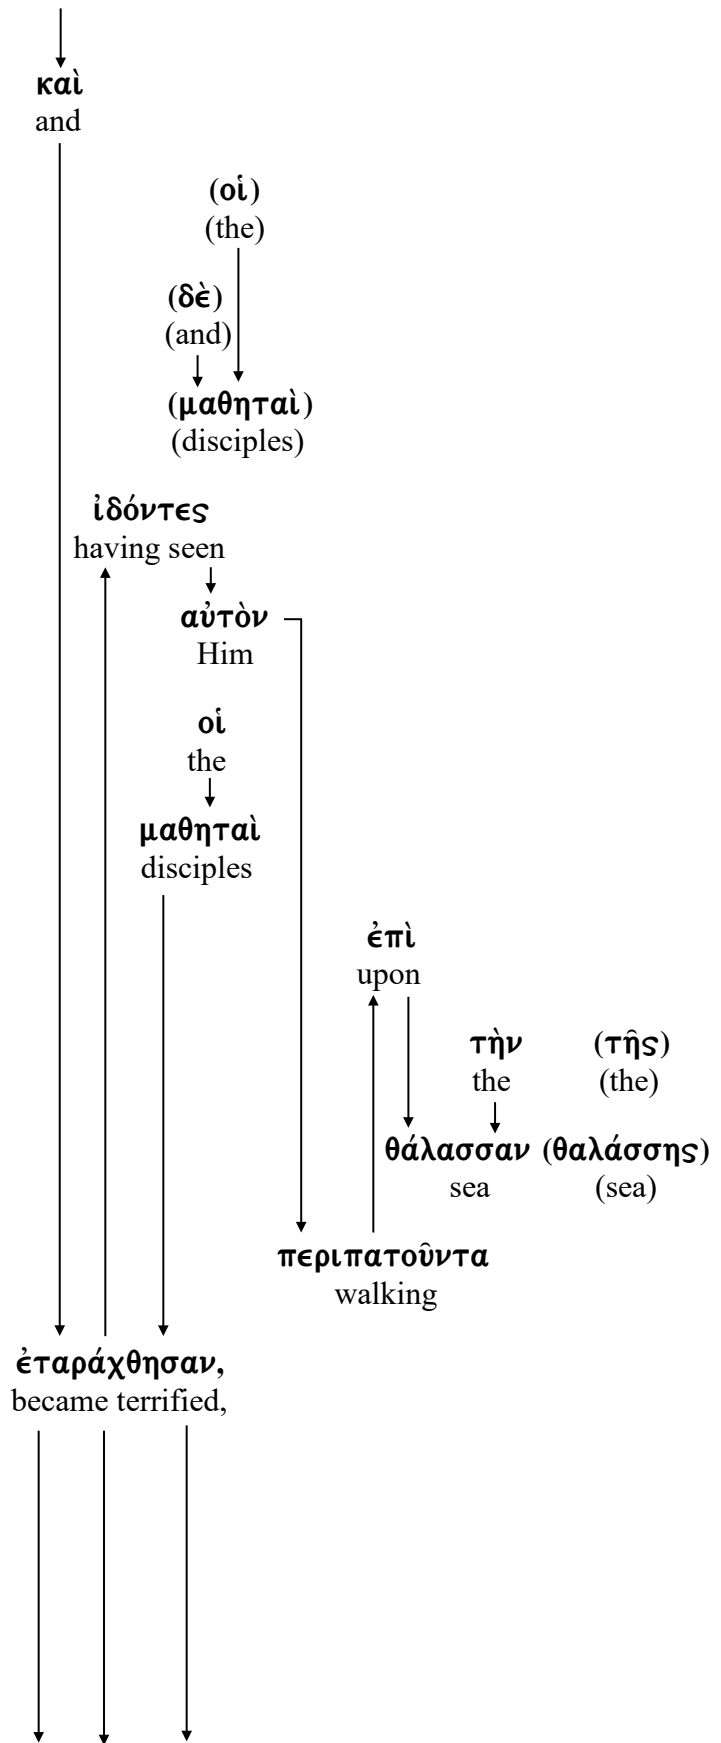 καὶ
and
(οἱ)
(the)
(δὲ)
(and)
(μαθηταὶ)
(disciples)
ἰδόντες
having seen
αὐτὸν
Him
οἱ
the
μαθηταὶ
disciples
ἐπὶ
upon
τὴν (τῆς)
the (the)
θάλασσαν (θαλάσσης)
sea (sea)
περιπατοῦντα
walking
ἐταράχθησαν,
became terrified,